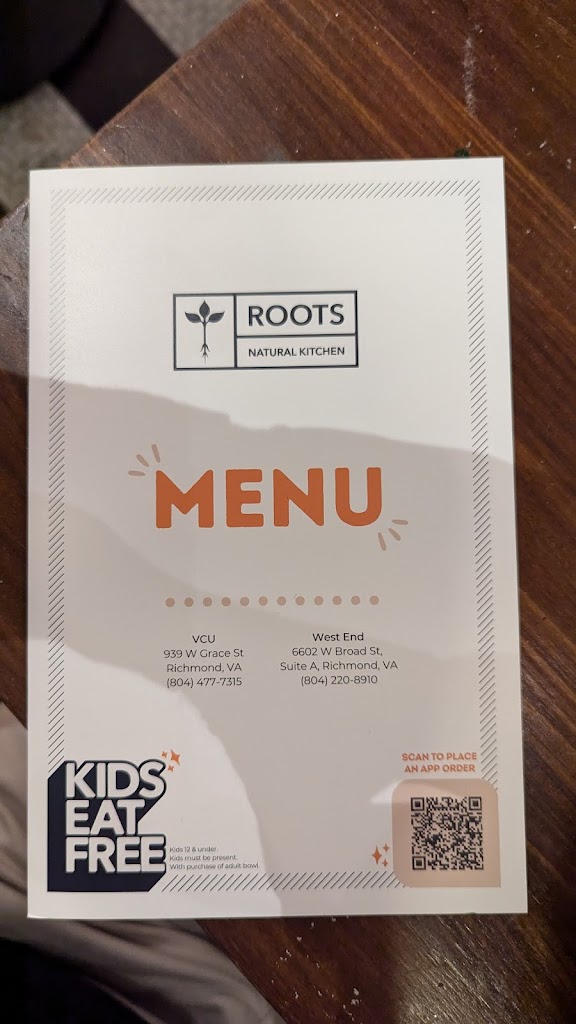 ROOTS
NATURAL KITCHEN
MENU
VCU
939 W Grace St
Richmond, VA
(804) 477-7315
West End
6602 W Broad St,
Suite A, Richmond, VA
(804) 220-8910
SCAN TO PLACE
AN APP ORDER
KIDS
EAT
FREE
Kids 12 & under.
Kids must be present.
With purchase of adult bowl.